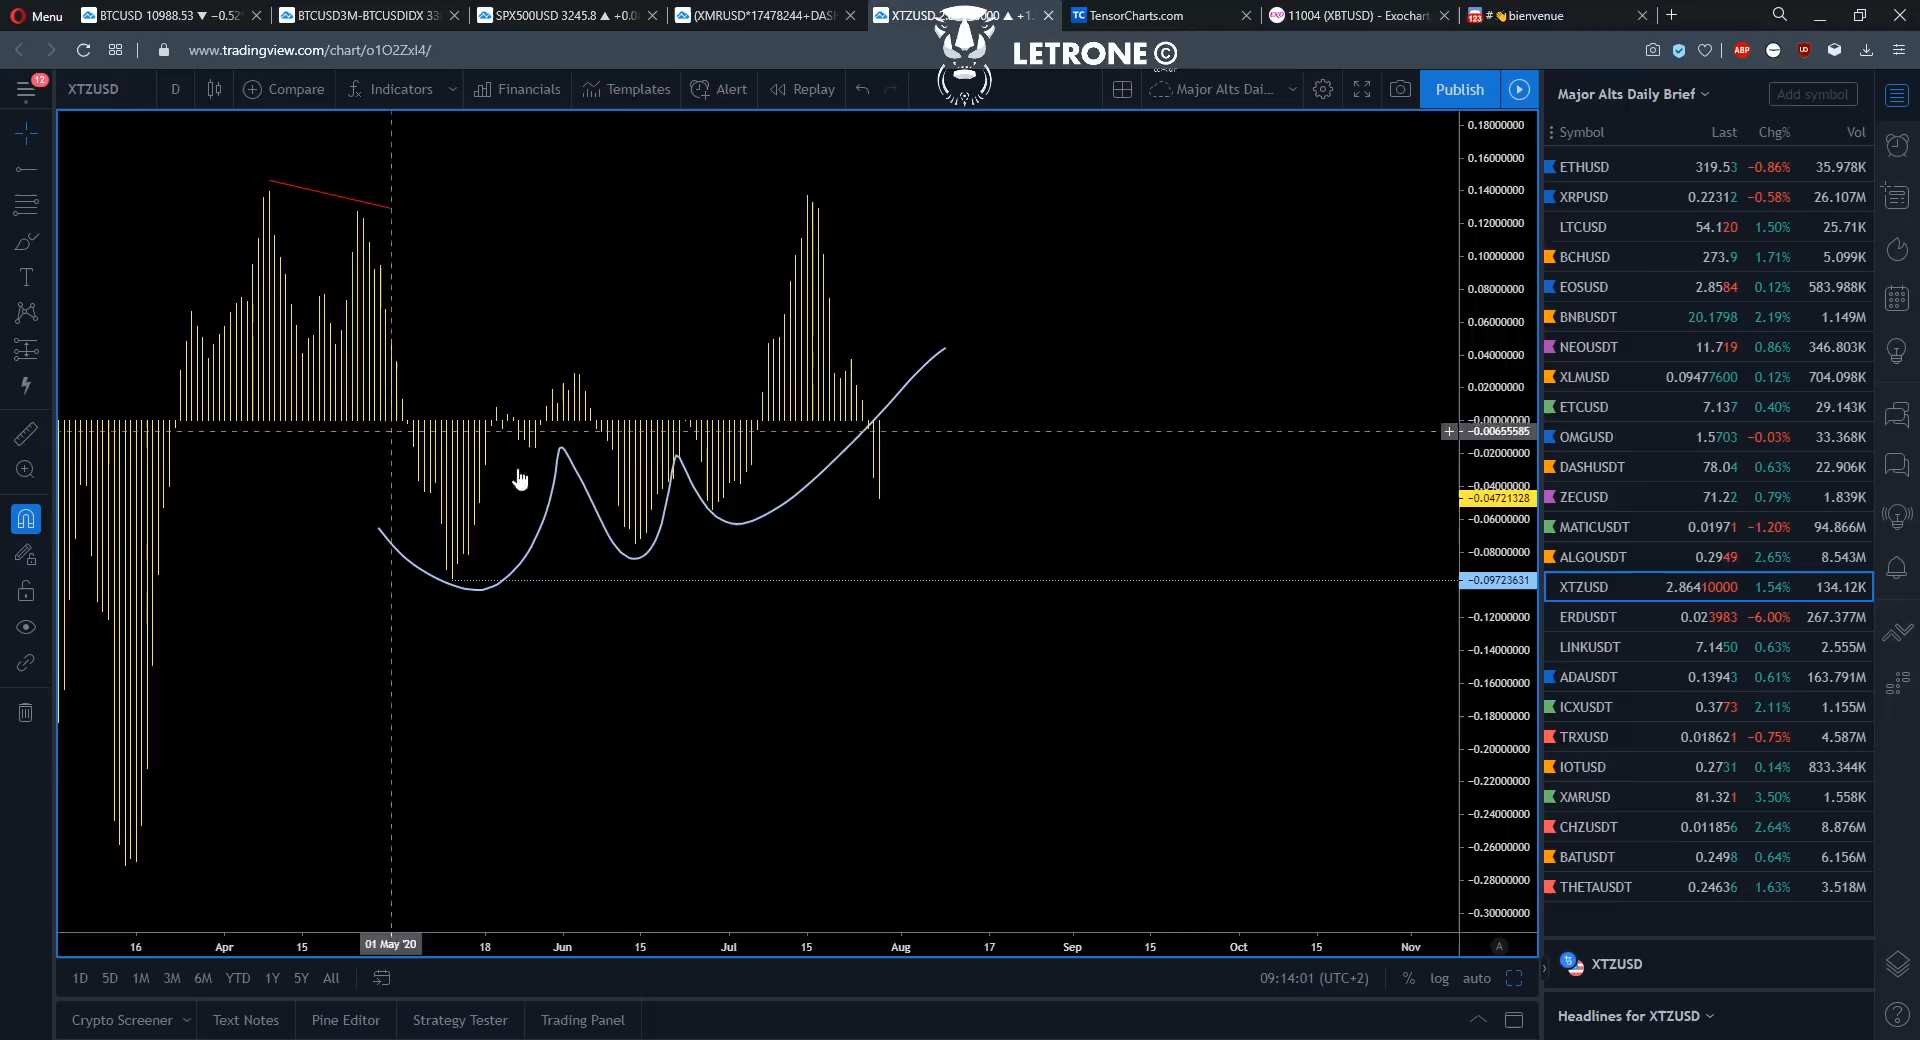 Menu
BTCUSD 10988.53 ▼ −0.52%
BTCUSD3M-BTCUSDIDX 33
SPX500USD 3245.8 ▲ +0.0
(XMRUSD*17478244+DAS
XTZUSD 2. 000 ▲ +1.
TensorCharts.com
11004 (XBTUSD) - Exochart
# 👋 bienvenue
www.tradingview.com/chart/o1O2Zxl4/
LETRONE ©
ABP
12
XTZUSD
D
Compare
Indicators
Financials
Templates
Alert
Replay
Major Alts Dai...
Publish
0.18000000
0.16000000
0.14000000
0.12000000
0.10000000
0.08000000
0.06000000
0.04000000
0.02000000
-0.00000000
−0.00655585
−0.02000000
−0.04000000
−0.04721328
−0.06000000
−0.08000000
−0.09723631
−0.12000000
−0.14000000
−0.16000000
−0.18000000
−0.20000000
−0.22000000
−0.24000000
−0.26000000
−0.28000000
−0.30000000
16 Apr 15 01 May '20 18 Jun 15 Jul 15 Aug 17 Sep 15 Oct 15 Nov A
1D 5D 1M 3M 6M YTD 1Y 5Y All
09:14:01 (UTC+2) % log auto
Crypto Screener Text Notes Pine Editor Strategy Tester Trading Panel
Major Alts Daily Brief
Add symbol
Symbol Last Chg% Vol
ETHUSD 319.53 −0.86% 35.978K
XRPUSD 0.22312 −0.58% 26.107M
LTCUSD 54.120 1.50% 25.71K
BCHUSD 273.9 1.71% 5.099K
EOSUSD 2.8584 0.12% 583.988K
BNBUSDT 20.1798 2.19% 1.149M
NEOUSDT 11.719 0.86% 346.803K
XLMUSD 0.09477600 0.12% 704.098K
ETCUSD 7.137 0.40% 29.143K
OMGUSD 1.5703 −0.03% 33.368K
DASHUSDT 78.04 0.63% 22.906K
ZECUSD 71.22 0.79% 1.839K
MATICUSDT 0.01971 −1.20% 94.866M
ALGOUSDT 0.2949 2.65% 8.543M
XTZUSD 2.86410000 1.54% 134.12K
ERDUSDT 0.023983 −6.00% 267.377M
LINKUSDT 7.1450 0.63% 2.555M
ADAUSDT 0.13943 0.61% 163.791M
ICXUSDT 0.3773 2.11% 1.155M
TRXUSD 0.018621 −0.75% 4.587M
IOTUSD 0.2731 0.14% 833.344K
XMRUSD 81.321 3.50% 1.558K
CHZUSDT 0.011856 2.64% 8.876M
BATUSDT 0.2498 0.64% 6.156M
THETAUSDT 0.24636 1.63% 3.518M
XTZUSD
Headlines for XTZUSD